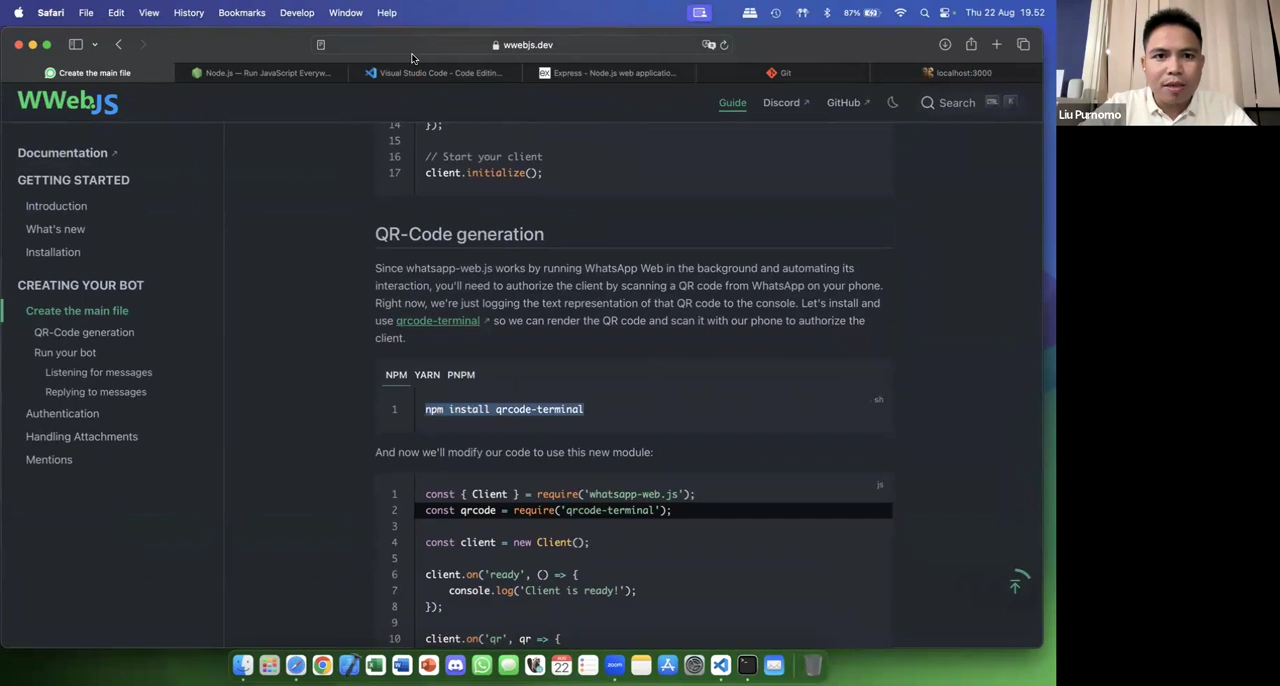 Safari File Edit View History Bookmarks Develop Window Help
87% Thu 22 Aug 19.52
wwebjs.dev
Create the main file
Node.js — Run JavaScript Everyw...
Visual Studio Code - Code Editin...
ex Express - Node.js web applicatio...
Git
localhost:3000
WWebJS
Guide Discord GitHub Search K
Liu Purnomo
Documentation
GETTING STARTED
Introduction
What's new
Installation
CREATING YOUR BOT
Create the main file
QR-Code generation
Run your bot
Listening for messages
Replying to messages
Authentication
Handling Attachments
Mentions
14 });
15
16 // Start your client
17 client.initialize();
QR-Code generation
Since whatsapp-web.js works by running WhatsApp Web in the background and automating its
interaction, you'll need to authorize the client by scanning a QR code from WhatsApp on your phone.
Right now, we're just logging the text representation of that QR code to the console. Let's install and
use qrcode-terminal so we can render the QR code and scan it with our phone to authorize the
client.
NPM YARN PNPM
sh
1 npm install qrcode-terminal
And now we'll modify our code to use this new module:
js
1 const { Client } = require('whatsapp-web.js');
2 const qrcode = require('qrcode-terminal');
3
4 const client = new Client();
5
6 client.on('ready', () => {
7 console.log('Client is ready!');
8 });
9
10 client.on('qr', qr => {
AUG
22
zoom